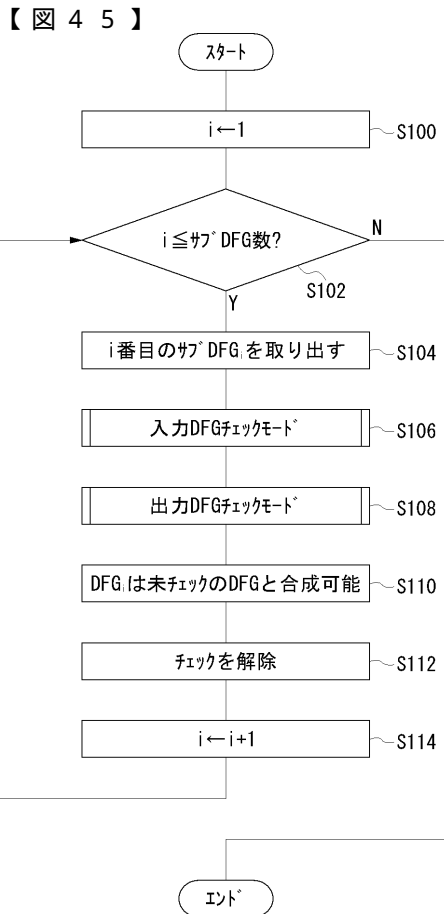 【図４５】
ｽﾀｰﾄ
i←1
S100
i≦ｻﾌﾞDFG数?
N
S102
Y
i番目のｻﾌﾞDFGiを取り出す
S104
入力DFGﾁｪｯｸﾓｰﾄﾞ
S106
出力DFGﾁｪｯｸﾓｰﾄﾞ
S108
DFGiは未ﾁｪｯｸのDFGと合成可能
S110
ﾁｪｯｸを解除
S112
i←i+1
S114
ｴﾝﾄﾞ